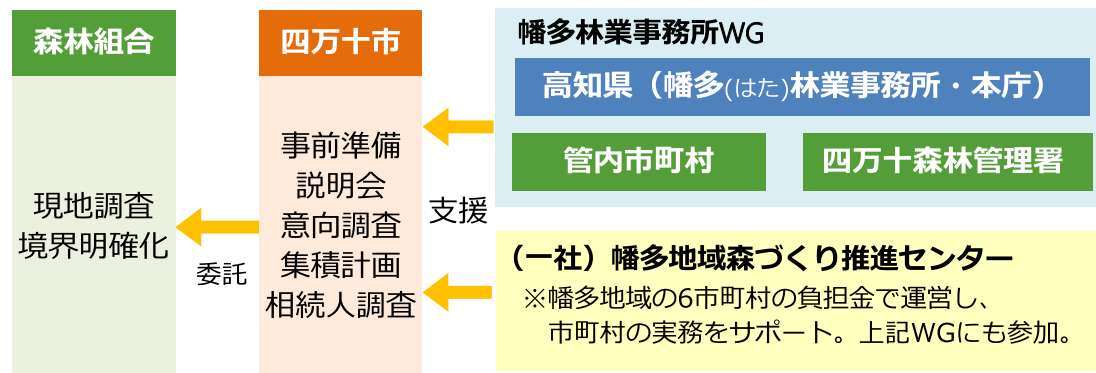 森林組合
現地調査
境界明確化
委託
四万十市
事前準備
説明会
意向調査
集積計画
相続人調査
支援
幡多林業事務所WG
高知県（幡多(はた)林業事務所・本庁）
管内市町村
四万十森林管理署
（一社）幡多地域森づくり推進センター
※幡多地域の6市町村の負担金で運営し、
市町村の実務をサポート。上記WGにも参加。